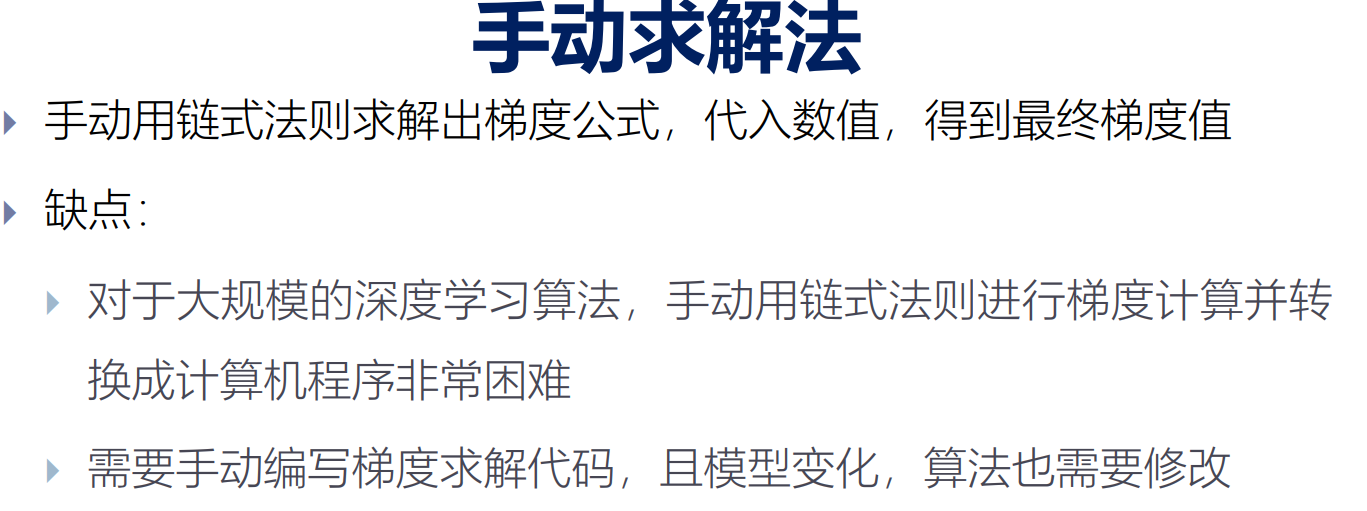 手动求解法
手动用链式法则求解出梯度公式，代入数值，得到最终梯度值
缺点：
对于大规模的深度学习算法，手动用链式法则进行梯度计算并转
换成计算机程序非常困难
需要手动编写梯度求解代码，且模型变化，算法也需要修改